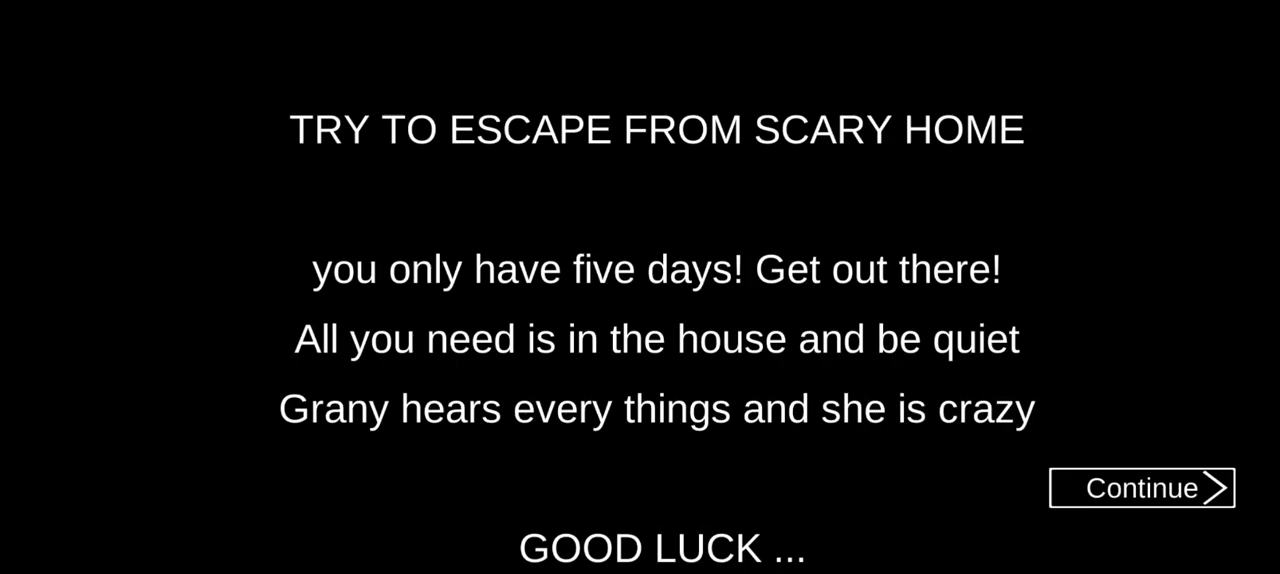 TRY TO ESCAPE FROM SCARY HOME
you only have five days! Get out there!
All you need is in the house and be quiet
Grany hears every things and she is crazy
Continue
GOOD LUCK ...